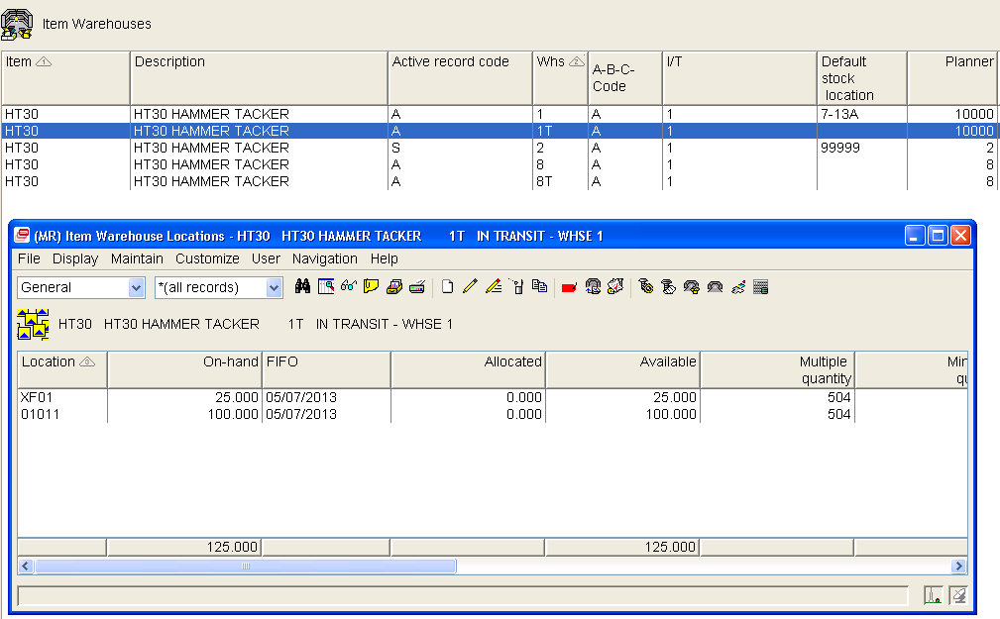 Item Warehouses
Item Description Active record code Whs A-B-C-Code I/T Default stock location Planner
HT30 HT30 HAMMER TACKER A 1 A 1 7-13A 10000
HT30 HT30 HAMMER TACKER A 1T A 1 10000
HT30 HT30 HAMMER TACKER S 2 A 1 99999 2
HT30 HT30 HAMMER TACKER A 8 A 1 8
HT30 HT30 HAMMER TACKER A 8T A 1 8
(MR) Item Warehouse Locations - HT30 HT30 HAMMER TACKER 1T IN TRANSIT - WHSE 1
File Display Maintain Customize User Navigation Help
General *(all records)
HT30 HT30 HAMMER TACKER 1T IN TRANSIT - WHSE 1
Location On-hand FIFO Allocated Available Multiple quantity
XF01 25.000 05/07/2013 0.000 25.000 504
01011 100.000 05/07/2013 0.000 100.000 504
125.000 125.000